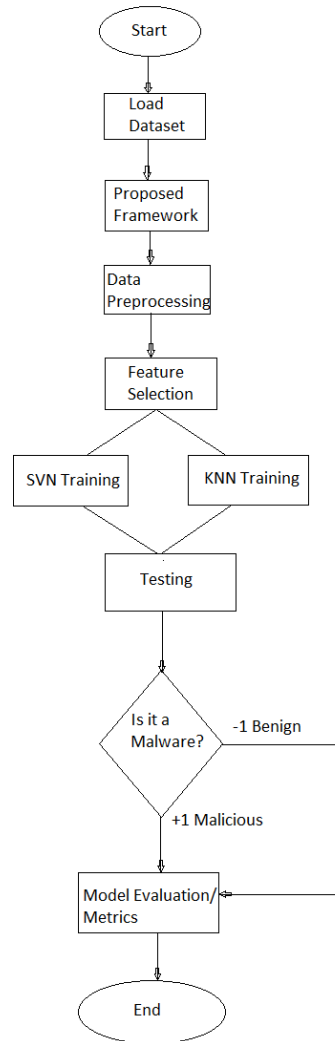 Start
Load
Dataset
Proposed
Framework
Data
Preprocessing
Feature
Selection
SVN Training
KNN Training
Testing
Is it a
Malware?
-1 Benign
+1 Malicious
Model Evaluation/
Metrics
End